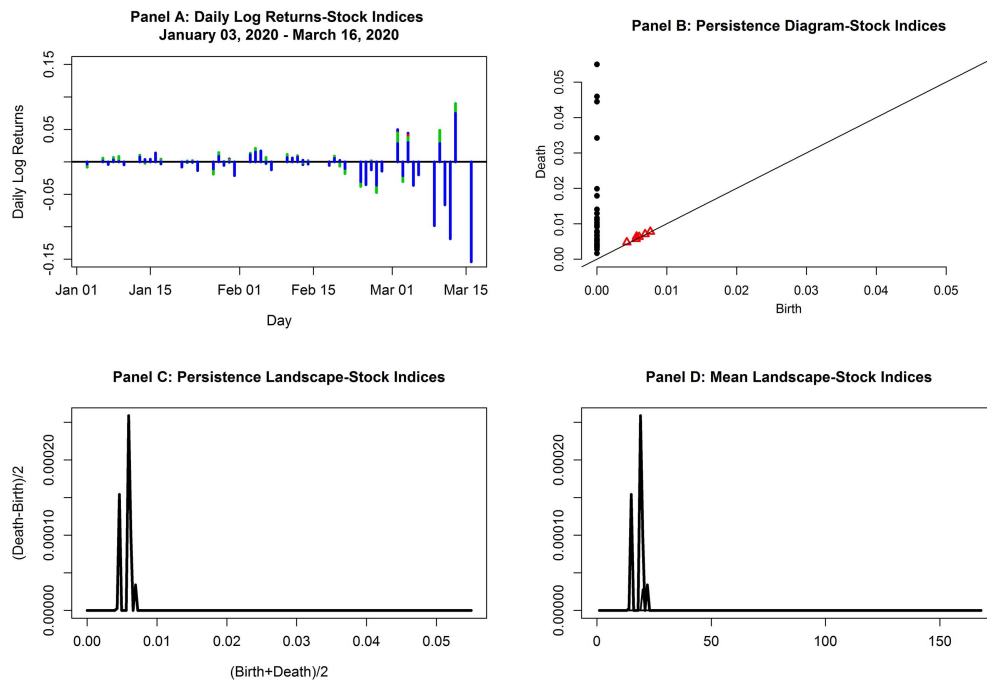 Panel A: Daily Log Returns-Stock Indices
January 03, 2020 - March 16, 2020
Daily Log Returns
0.15
0.05
-0.05
-0.15
Jan 01 Jan 15 Feb 01 Feb 15 Mar 01 Mar 15
Day
Panel B: Persistence Diagram-Stock Indices
Death
0.05
0.04
0.03
0.02
0.01
0.00
0.00 0.01 0.02 0.03 0.04 0.05
Birth
Panel C: Persistence Landscape-Stock Indices
(Death-Birth)/2
0.00020
0.00010
0.00000
0.00 0.01 0.02 0.03 0.04 0.05
(Birth+Death)/2
Panel D: Mean Landscape-Stock Indices
0.00020
0.00010
0.00000
0 50 100 150